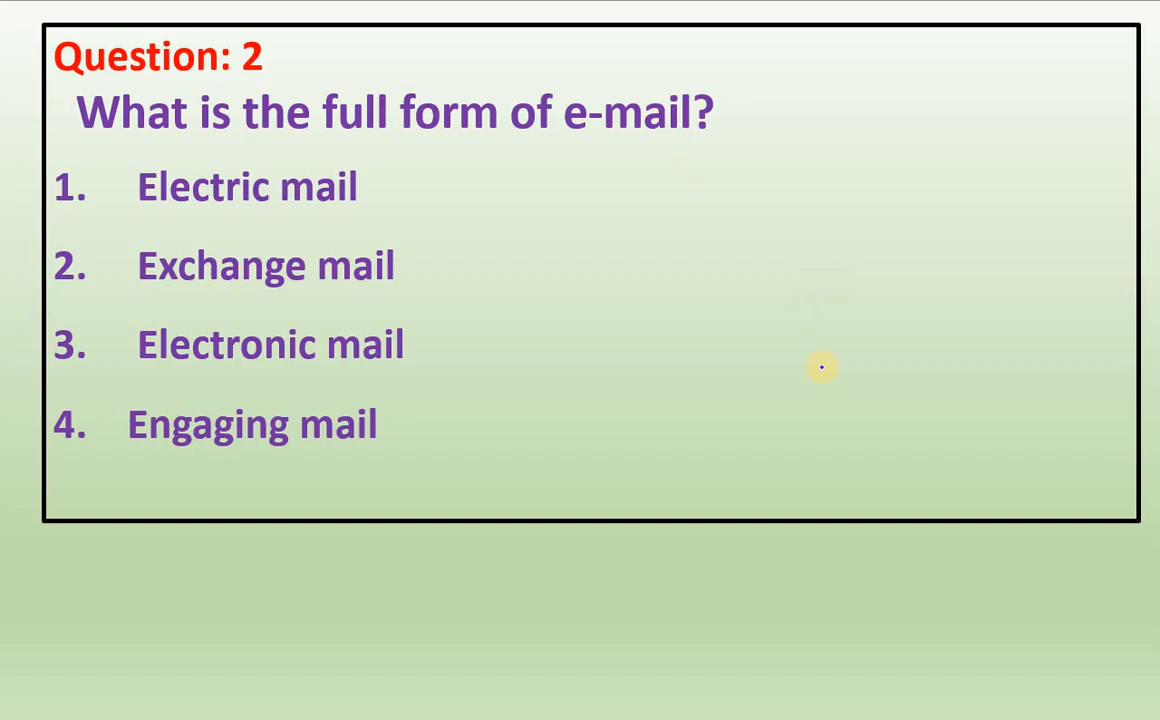 Question: 2
What is the full form of e-mail?
1. Electric mail
2. Exchange mail
3. Electronic mail
4. Engaging mail